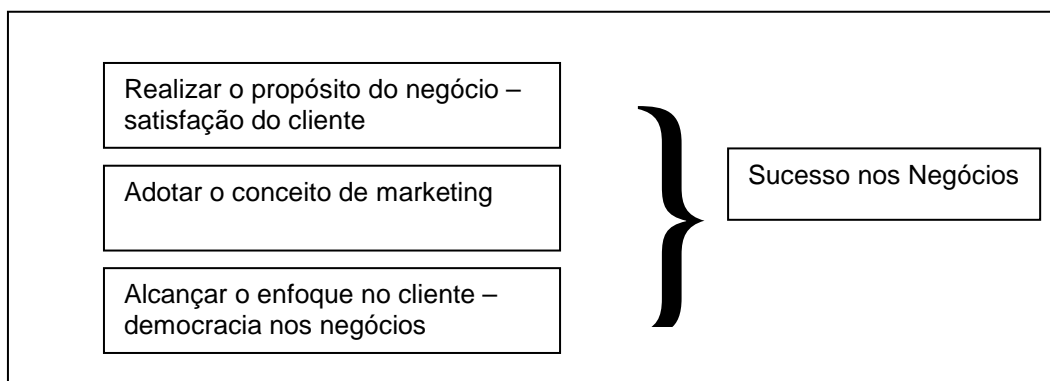 Realizar o propósito do negócio –
satisfação do cliente
Adotar o conceito de marketing
Alcançar o enfoque no cliente –
democracia nos negócios
Sucesso nos Negócios